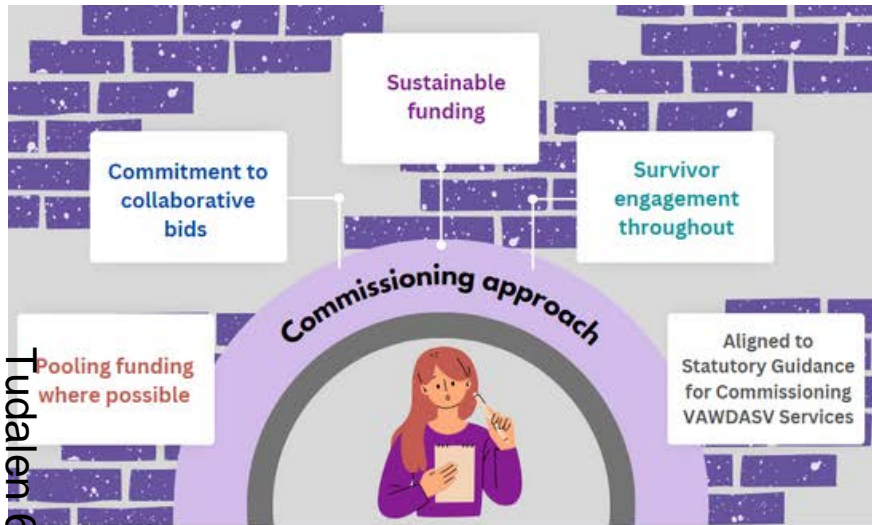 Sustainable
funding
Commitment to
collaborative
bids
Survivor
engagement
throughout
Commissioning approach
Pooling funding
where possible
Aligned to
Statutory Guidance
for Commissioning
VAWDASV Services
Tudalen